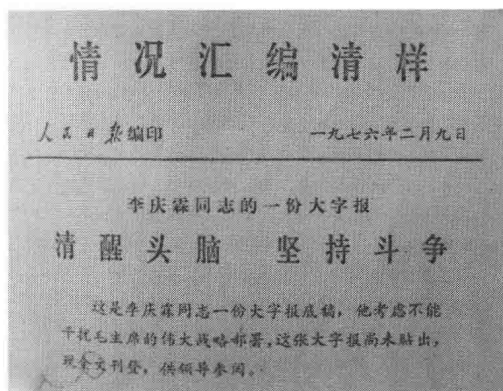 情况汇编清样
人民日报编印 一九七六年二月九日
李庆霖同志的一份大字报
清醒头脑 坚持斗争
这是李庆霖同志一份大字报底稿，他考虑不能
干扰毛主席的伟大战略部署，这张大字报尚未贴出，
现全文刊登，供领导参阅。